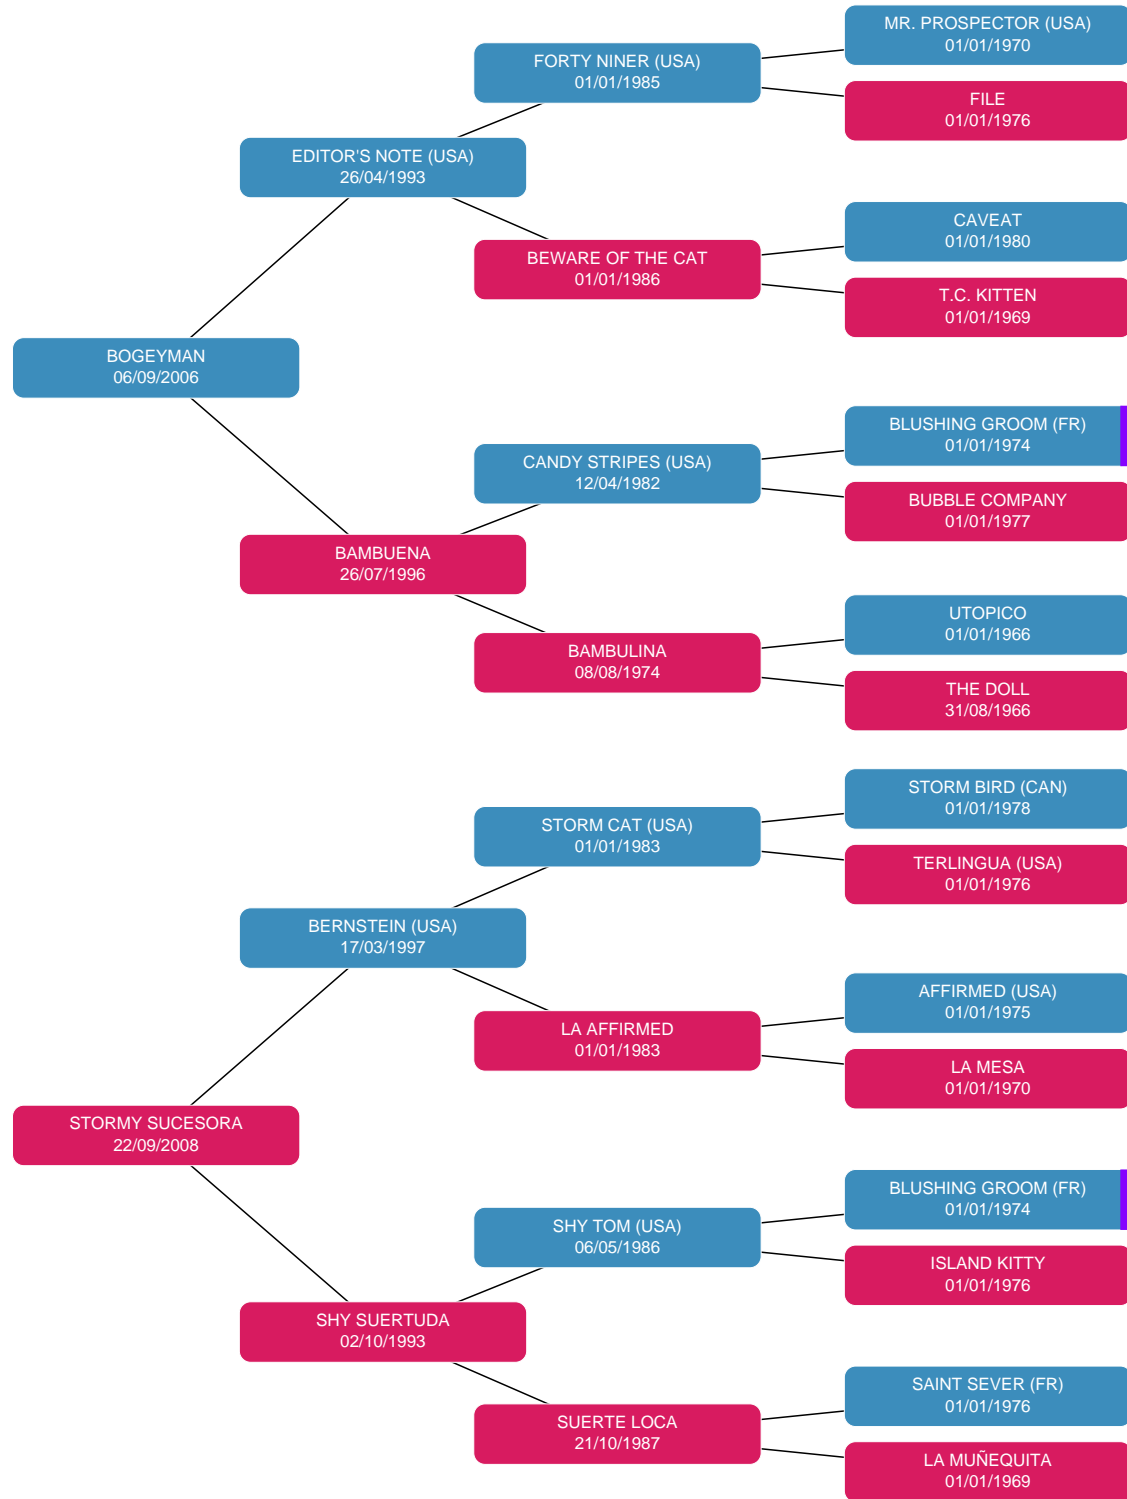 MR. PROSPECTOR (USA)
01/01/1970
FORTY NINER (USA)
01/01/1985
FILE
01/01/1976
EDITOR'S NOTE (USA)
26/04/1993
CAVEAT
01/01/1980
BEWARE OF THE CAT
01/01/1986
T.C. KITTEN
01/01/1969
BOGEYMAN
06/09/2006
BLUSHING GROOM (FR)
01/01/1974
CANDY STRIPES (USA)
12/04/1982
BUBBLE COMPANY
01/01/1977
BAMBUENA
26/07/1996
UTOPICO
01/01/1966
BAMBULINA
08/08/1974
THE DOLL
31/08/1966
STORM BIRD (CAN)
01/01/1978
STORM CAT (USA)
01/01/1983
TERLINGUA (USA)
01/01/1976
BERNSTEIN (USA)
17/03/1997
AFFIRMED (USA)
01/01/1975
LA AFFIRMED
01/01/1983
LA MESA
01/01/1970
STORMY SUCESORA
22/09/2008
BLUSHING GROOM (FR)
01/01/1974
SHY TOM (USA)
06/05/1986
ISLAND KITTY
01/01/1976
SHY SUERTUDA
02/10/1993
SAINT SEVER (FR)
01/01/1976
SUERTE LOCA
21/10/1987
LA MUÑEQUITA
01/01/1969